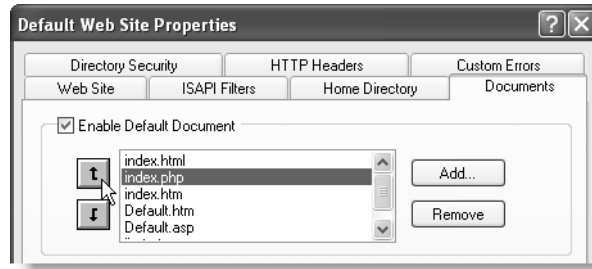 Default Web Site Properties
Directory Security HTTP Headers Custom Errors
Web Site ISAPI Filters Home Directory Documents
Enable Default Document
index.html
index.php
index.htm
Default.htm
Default.asp
Add...
Remove